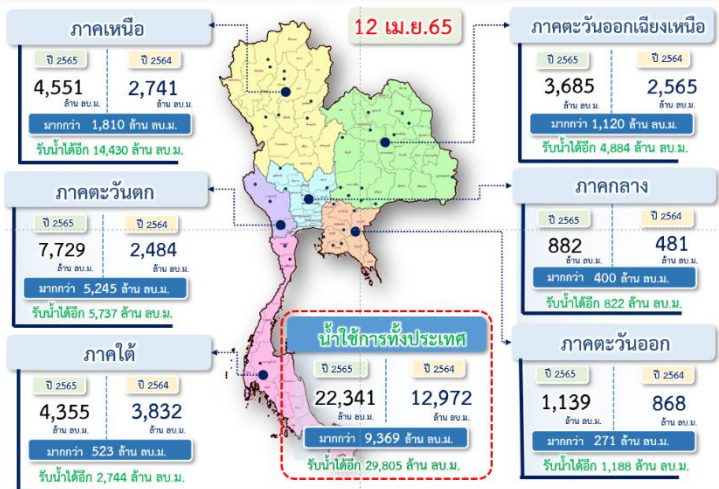 12 เม.ย.65
ภาคเหนือ
ปี 2565 ปี 2564
4,551 2,741
ล้าน ลบ.ม. ล้าน ลบ.ม.
มากกว่า 1,810 ล้าน ลบ.ม.
รับน้ำได้อีก 14,430 ล้าน ลบ.ม.
ภาคตะวันออกเฉียงเหนือ
ปี 2565 ปี 2564
3,685 2,565
ล้าน ลบ.ม. ล้าน ลบ.ม.
มากกว่า 1,120 ล้าน ลบ.ม.
รับน้ำได้อีก 4,884 ล้าน ลบ.ม.
ภาคตะวันตก
ปี 2565 ปี 2564
7,729 2,484
ล้าน ลบ.ม. ล้าน ลบ.ม.
มากกว่า 5,245 ล้าน ลบ.ม.
รับน้ำได้อีก 5,737 ล้าน ลบ.ม.
ภาคกลาง
ปี 2565 ปี 2564
882 481
ล้าน ลบ.ม. ล้าน ลบ.ม.
มากกว่า 400 ล้าน ลบ.ม.
รับน้ำได้อีก 822 ล้าน ลบ.ม.
ภาคใต้
ปี 2565 ปี 2564
4,355 3,832
ล้าน ลบ.ม. ล้าน ลบ.ม.
มากกว่า 523 ล้าน ลบ.ม.
รับน้ำได้อีก 2,744 ล้าน ลบ.ม.
น้ำใช้การทั้งประเทศ
ปี 2565 ปี 2564
22,341 12,972
ล้าน ลบ.ม. ล้าน ลบ.ม.
มากกว่า 9,369 ล้าน ลบ.ม.
รับน้ำได้อีก 29,805 ล้าน ลบ.ม.
ภาคตะวันออก
ปี 2565 ปี 2564
1,139 868
ล้าน ลบ.ม. ล้าน ลบ.ม.
มากกว่า 271 ล้าน ลบ.ม.
รับน้ำได้อีก 1,188 ล้าน ลบ.ม.